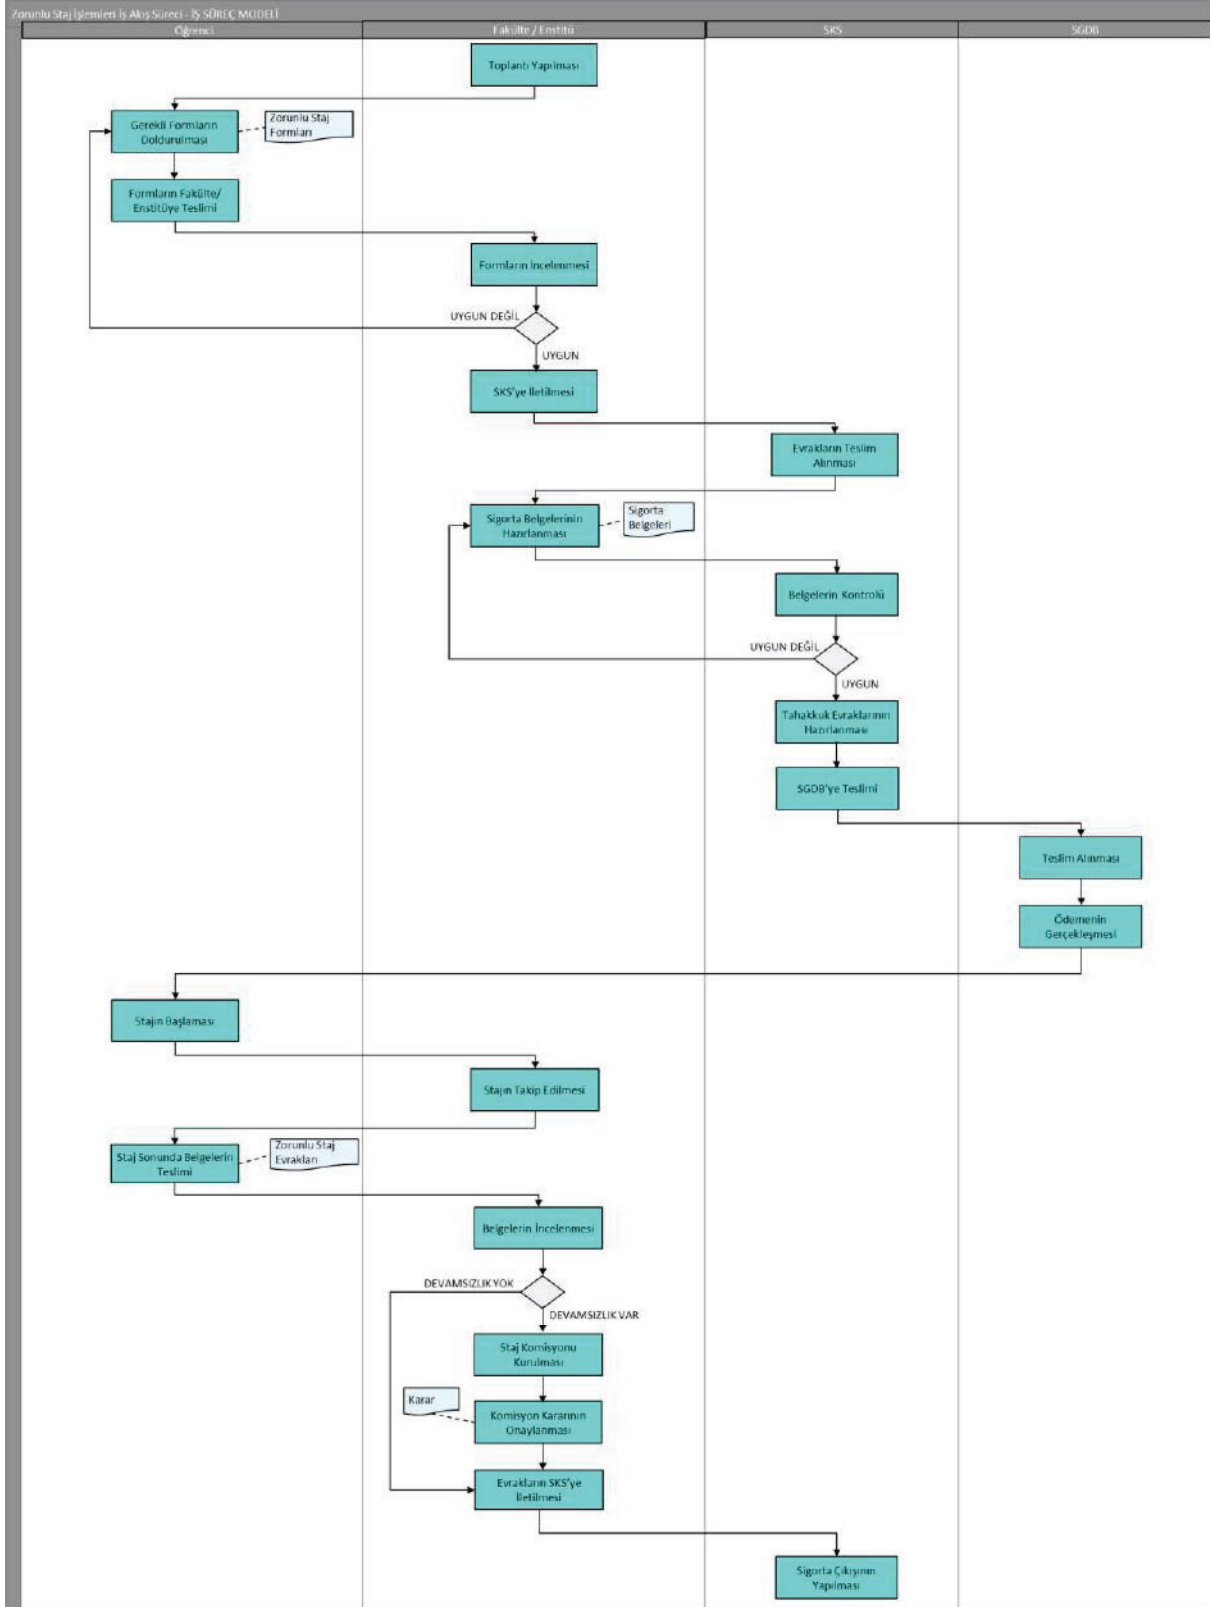 Zorunlu Staj İşlemleri İş Akış Süreci - İŞ SÜREÇ MODELİ
Öğrenci
Fakülte / Enstitü
SKS
SGDB
Toplantı Yapılması
Gerekli Formların
Doldurulması
Zorunlu Staj
Formları
Formların Fakülte/
Enstitüye Teslimi
Formların İncelenmesi
UYGUN DEĞİL
UYGUN
SKS'ye İletilmesi
Evrakların Teslim
Alınması
Sigorta Belgelerinin
Hazırlanması
Sigorta
Belgeleri
Belgelerin Kontrolü
UYGUN DEĞİL
UYGUN
Tahakkuk Evraklarının
Hazırlanması
SGDB'ye Teslimi
Teslim Alınması
Ödemenin
Gerçekleşmesi
Stajın Başlaması
Stajın Takip Edilmesi
Staj Sonunda Belgelerin
Teslimi
Zorunlu Staj
Evrakları
Belgelerin İncelenmesi
DEVAMSIZLIK YOK
DEVAMSIZLIK VAR
Staj Komisyonu
Kurulması
Karar
Komisyon Kararının
Onaylanması
Evrakların SKS'ye
İletilmesi
Sigorta Çıkışının
Yapılması